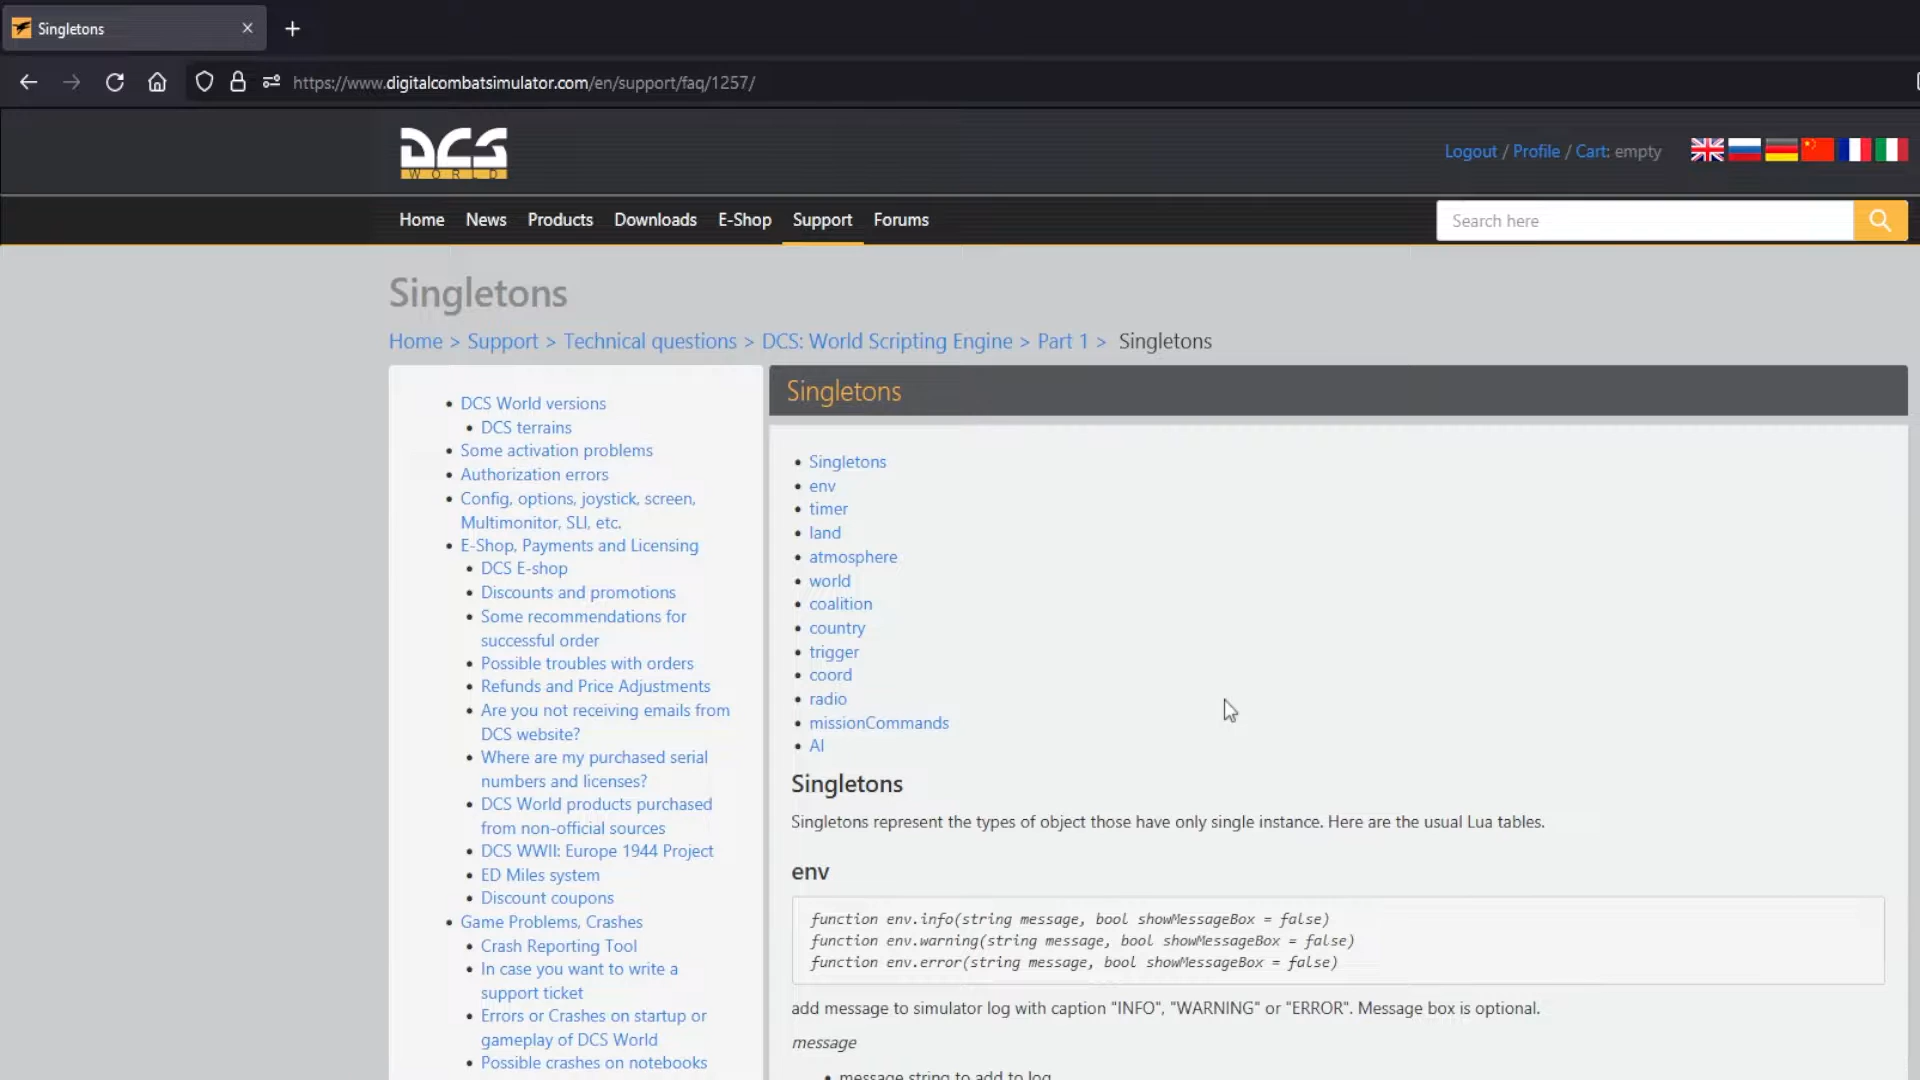 Singletons
https://www.digitalcombatsimulator.com/en/support/faq/1257/
DCS
WORLD
Logout / Profile / Cart: empty
Home News Products Downloads E-Shop Support Forums
Search here
Singletons
Home > Support > Technical questions > DCS: World Scripting Engine > Part 1 > Singletons
DCS World versions
DCS terrains
Some activation problems
Authorization errors
Config, options, joystick, screen,
Multimonitor, SLI, etc.
E-Shop, Payments and Licensing
DCS E-shop
Discounts and promotions
Some recommendations for
successful order
Possible troubles with orders
Refunds and Price Adjustments
Are you not receiving emails from
DCS website?
Where are my purchased serial
numbers and licenses?
DCS World products purchased
from non-official sources
DCS WWII: Europe 1944 Project
ED Miles system
Discount coupons
Game Problems, Crashes
Crash Reporting Tool
In case you want to write a
support ticket
Errors or Crashes on startup or
gameplay of DCS World
Possible crashes on notebooks
Singletons
Singletons
env
timer
land
atmosphere
world
coalition
country
trigger
coord
radio
missionCommands
AI
Singletons
Singletons represent the types of object those have only single instance. Here are the usual Lua tables.
env
function env.info(string message, bool showMessageBox = false)
function env.warning(string message, bool showMessageBox = false)
function env.error(string message, bool showMessageBox = false)
add message to simulator log with caption "INFO", "WARNING" or "ERROR". Message box is optional.
message
message string to add to log